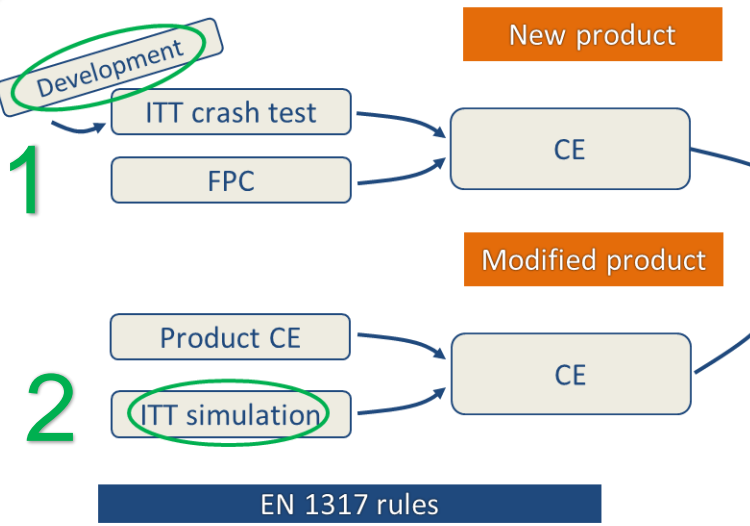 New product
Development
ITT crash test
1
FPC
CE
Modified product
Product CE
2
ITT simulation
CE
EN 1317 rules